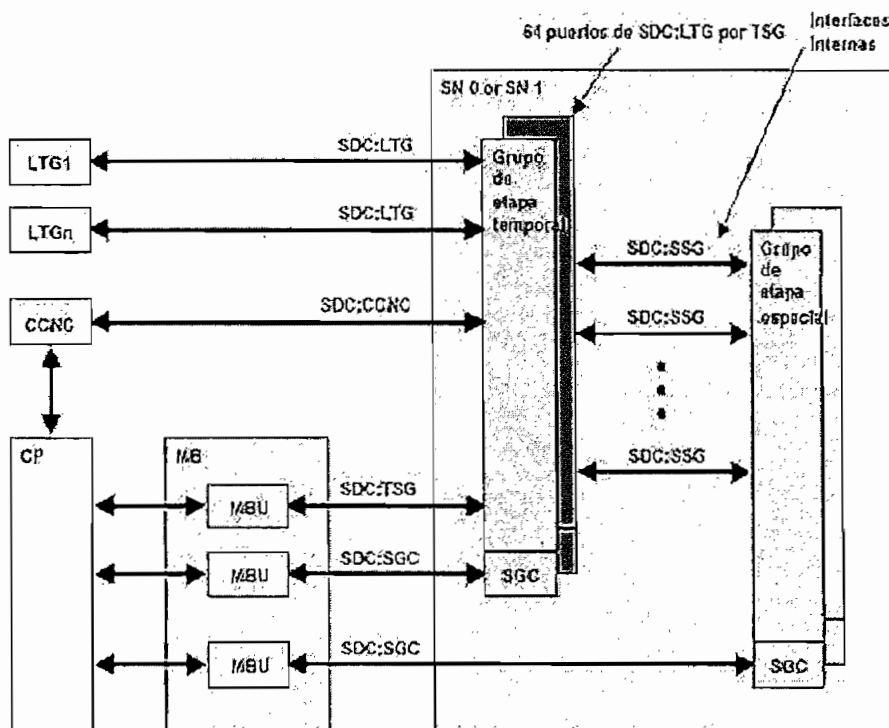 64 puertos de SDC:LTG por TSG
Interfaces
Internas
SN 0 or SN 1
LTG1
SDC:LTG
Grupo
de
etapa
temporal
LTGn
SDC:LTG
SDC:SSG
Grupo
de
etapa
espacial
CCNC
SDC:CCNC
SDC:SSG
CP
MB
SDC:SSG
MBU
SDC:TSG
MBU
SDC:SGC
SGC
MBU
SDC:SGC
SGC